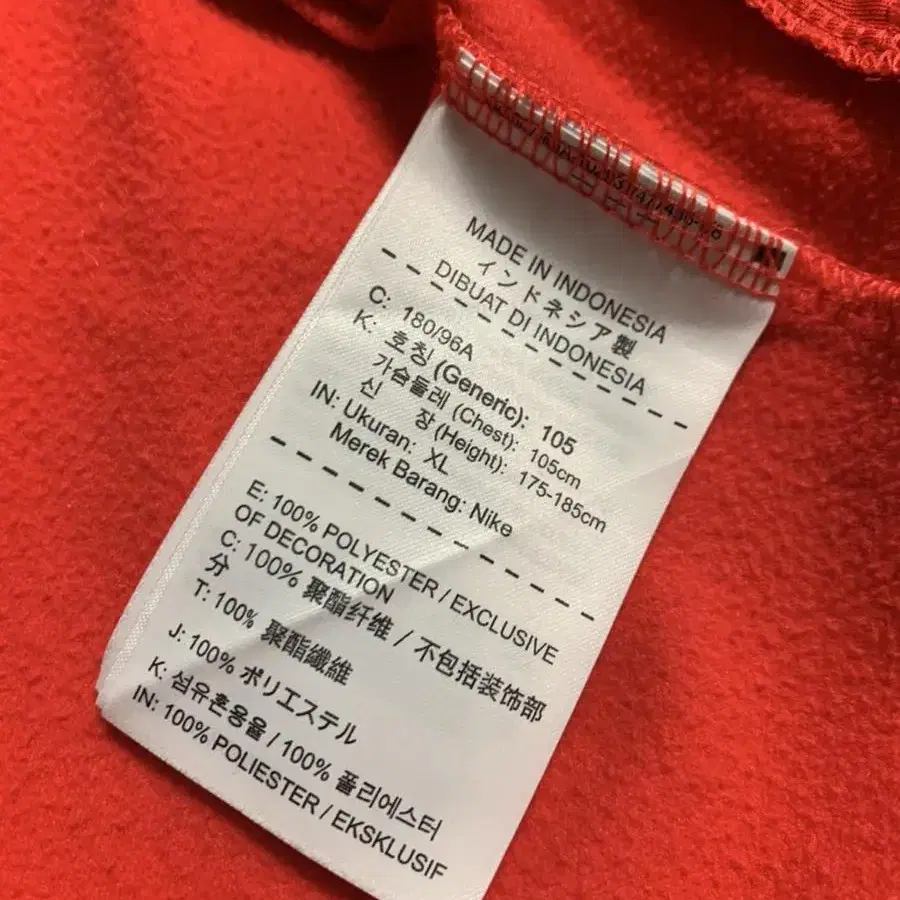 MADE IN INDONESIA
インドネシア製
DIBUAT DI INDONESIA
C: 180/96A
K: 호칭 (Generic): 105
가슴둘레 (Chest): 105cm
신 장 (Height): 175-185cm
IN: Ukuran: XL
Merek Barang: Nike
E: 100% POLYESTER / EXCLUSIVE
OF DECORATION
C: 100% 聚酯纤维 / 不包括装饰部
分
T: 100% 聚酯纖維
J: 100% ポリエステル
K: 섬유혼용율 / 100% 폴리에스터
IN: 100% POLIESTER / EKSKLUSIF